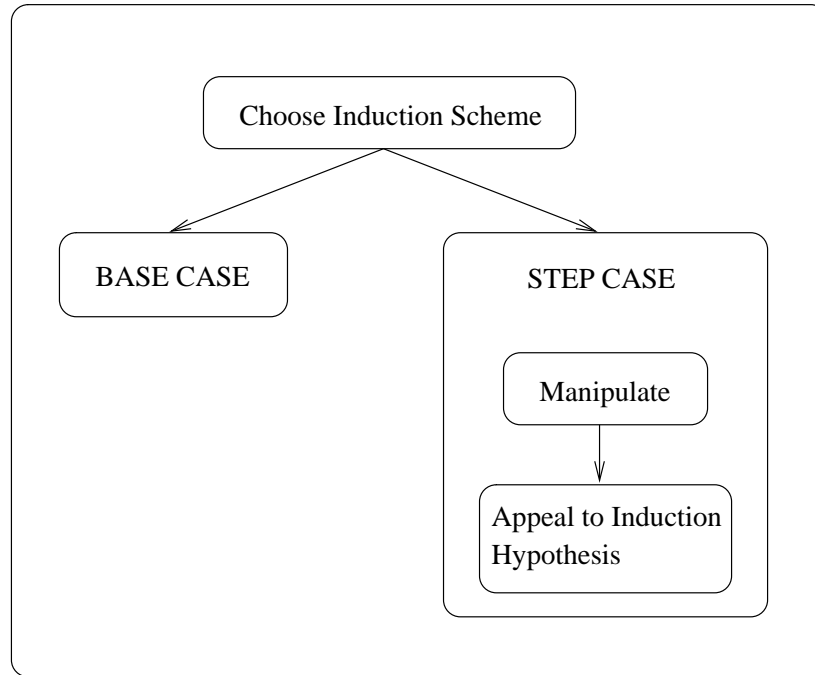 Choose Induction Scheme
BASE CASE
STEP CASE
Manipulate
Appeal to Induction
Hypothesis